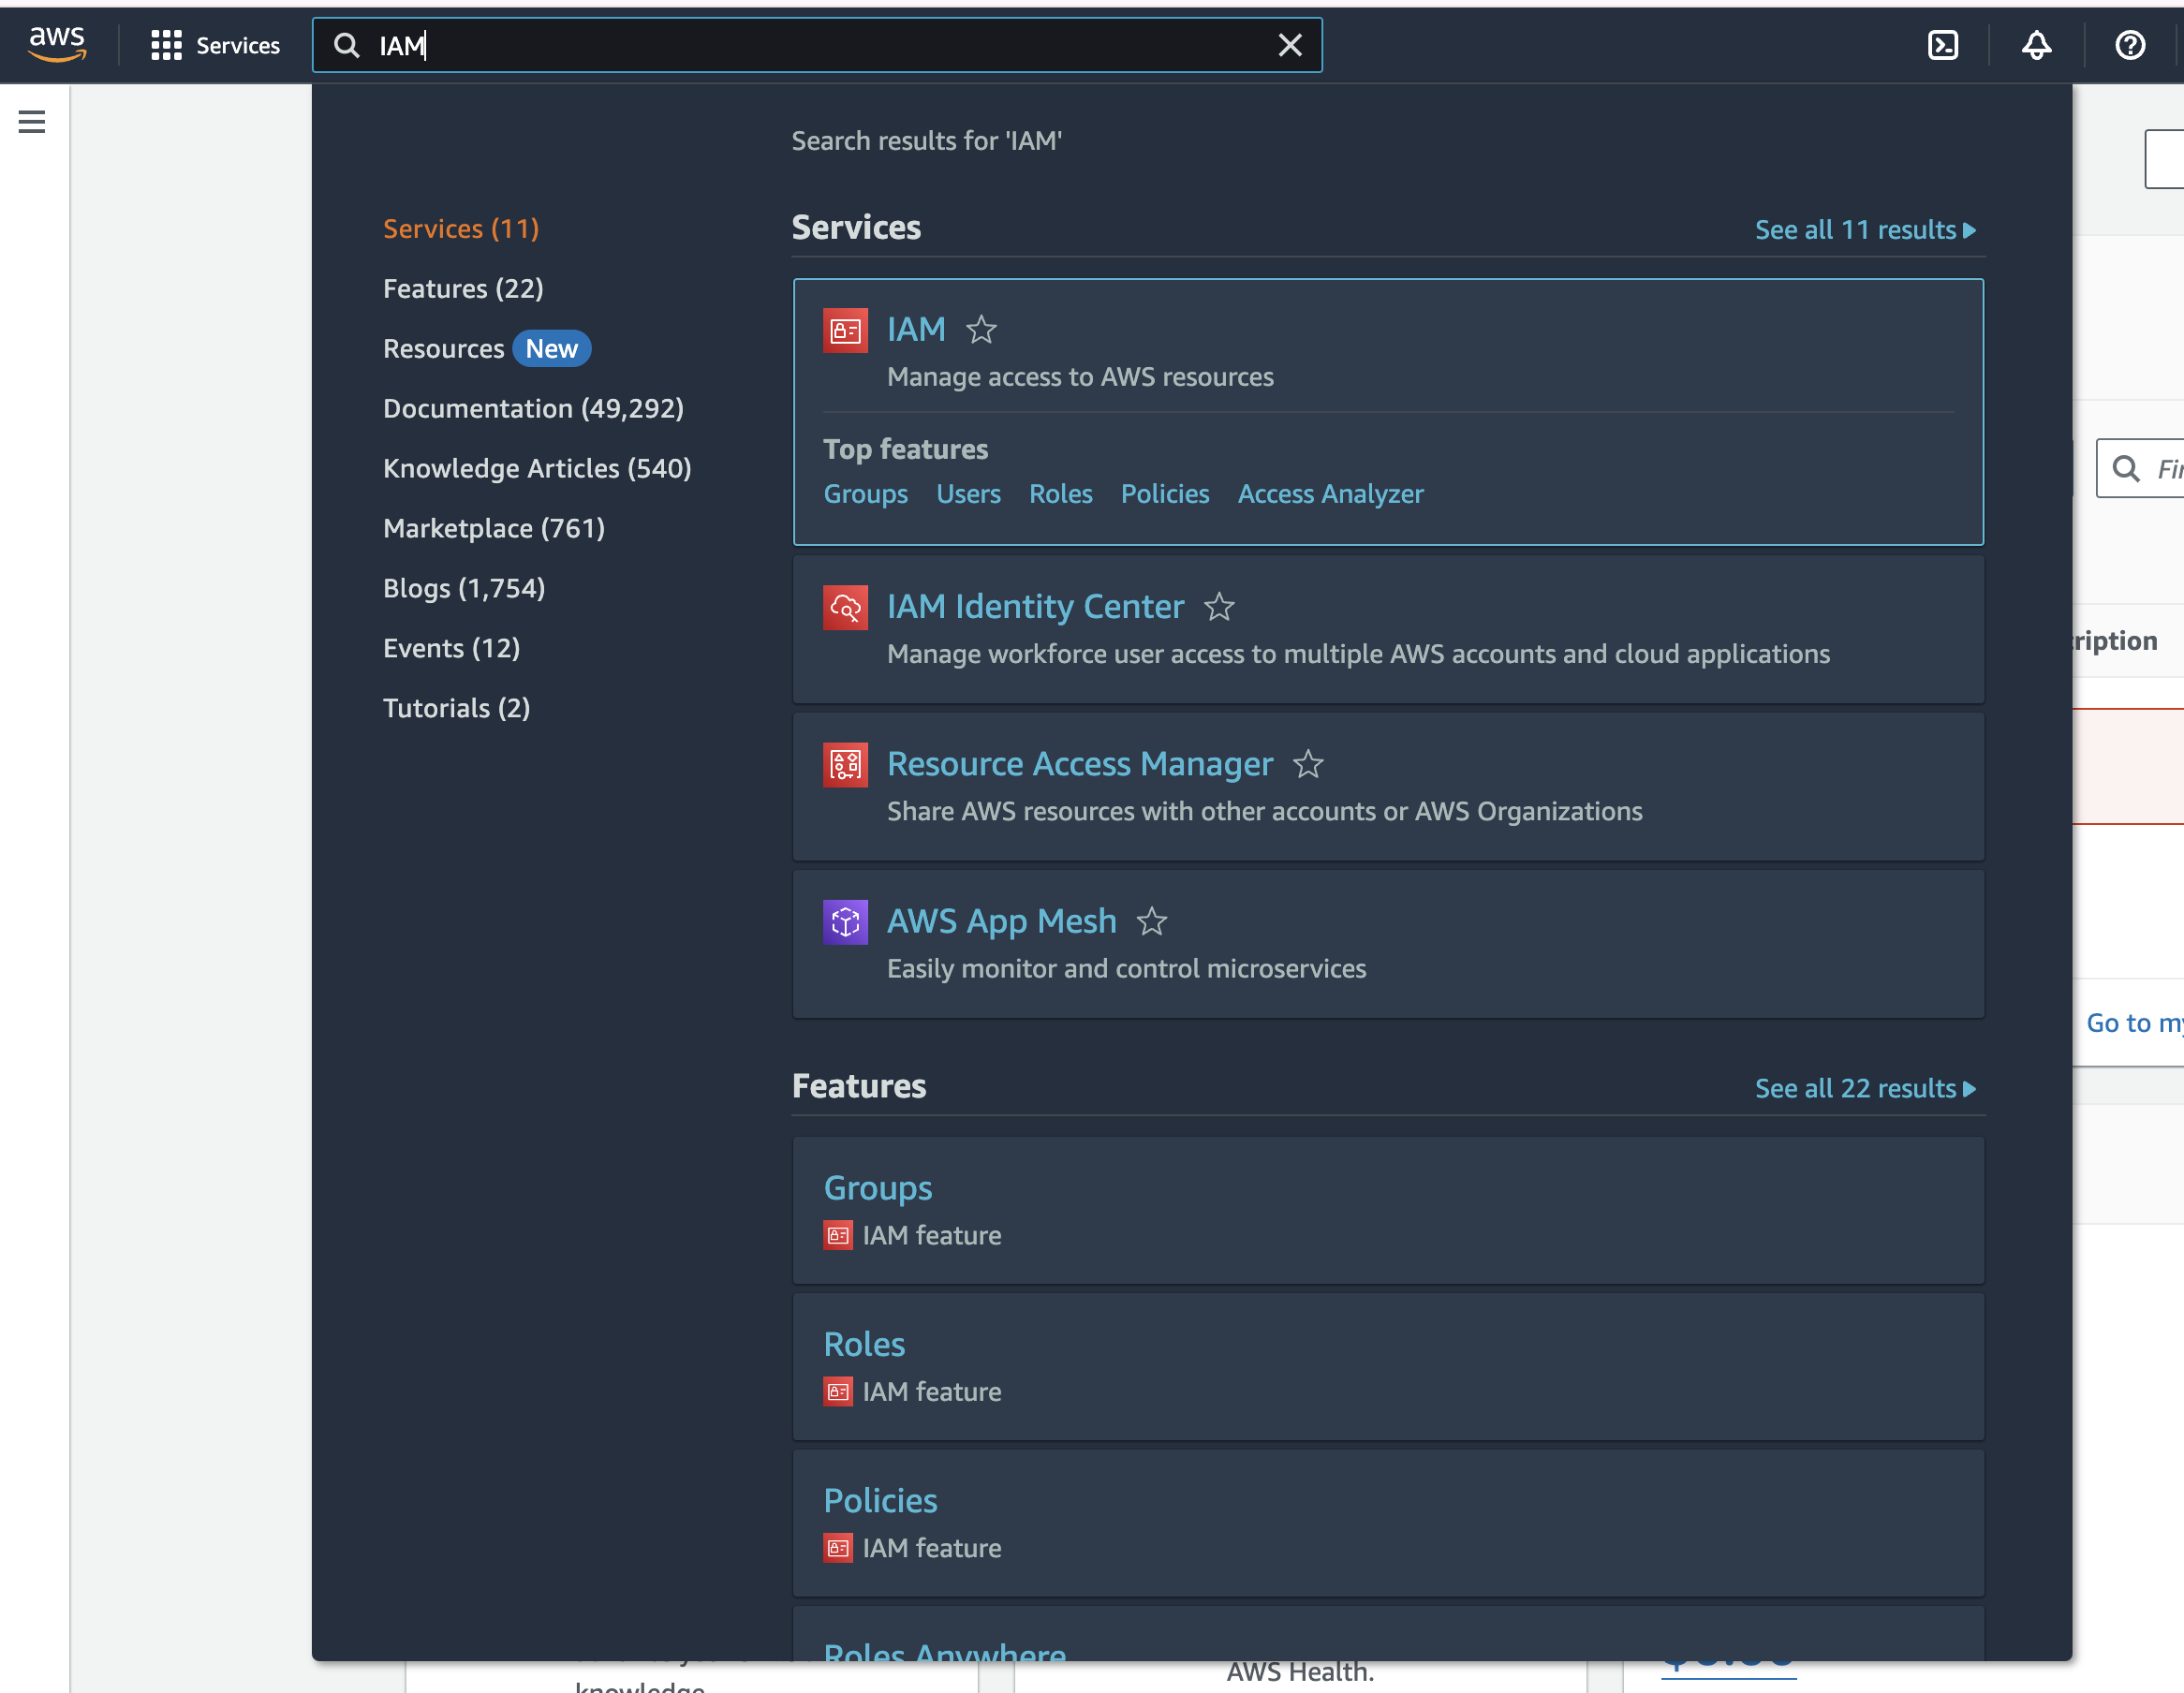 aws
Services
IAM
Search results for 'IAM'
Services (11)
Features (22)
Resources New
Documentation (49,292)
Knowledge Articles (540)
Marketplace (761)
Blogs (1,754)
Events (12)
Tutorials (2)
Services
See all 11 results
IAM
Manage access to AWS resources
Top features
Groups Users Roles Policies Access Analyzer
IAM Identity Center
Manage workforce user access to multiple AWS accounts and cloud applications
Resource Access Manager
Share AWS resources with other accounts or AWS Organizations
AWS App Mesh
Easily monitor and control microservices
Features
See all 22 results
Groups
IAM feature
Roles
IAM feature
Policies
IAM feature
Roles Anywhere
cription
Go to my
knowledge
AWS Health.